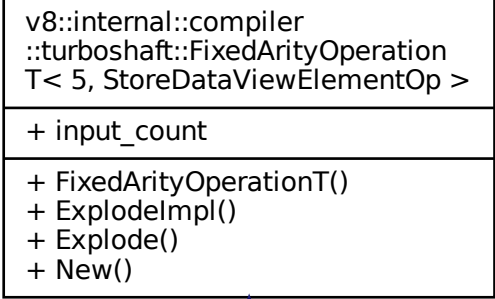 v8::internal::compiler
::turboshaft::FixedArityOperation
T< 5, StoreDataViewElementOp >
+ input_count
+ FixedArityOperationT()
+ ExplodeImpl()
+ Explode()
+ New()